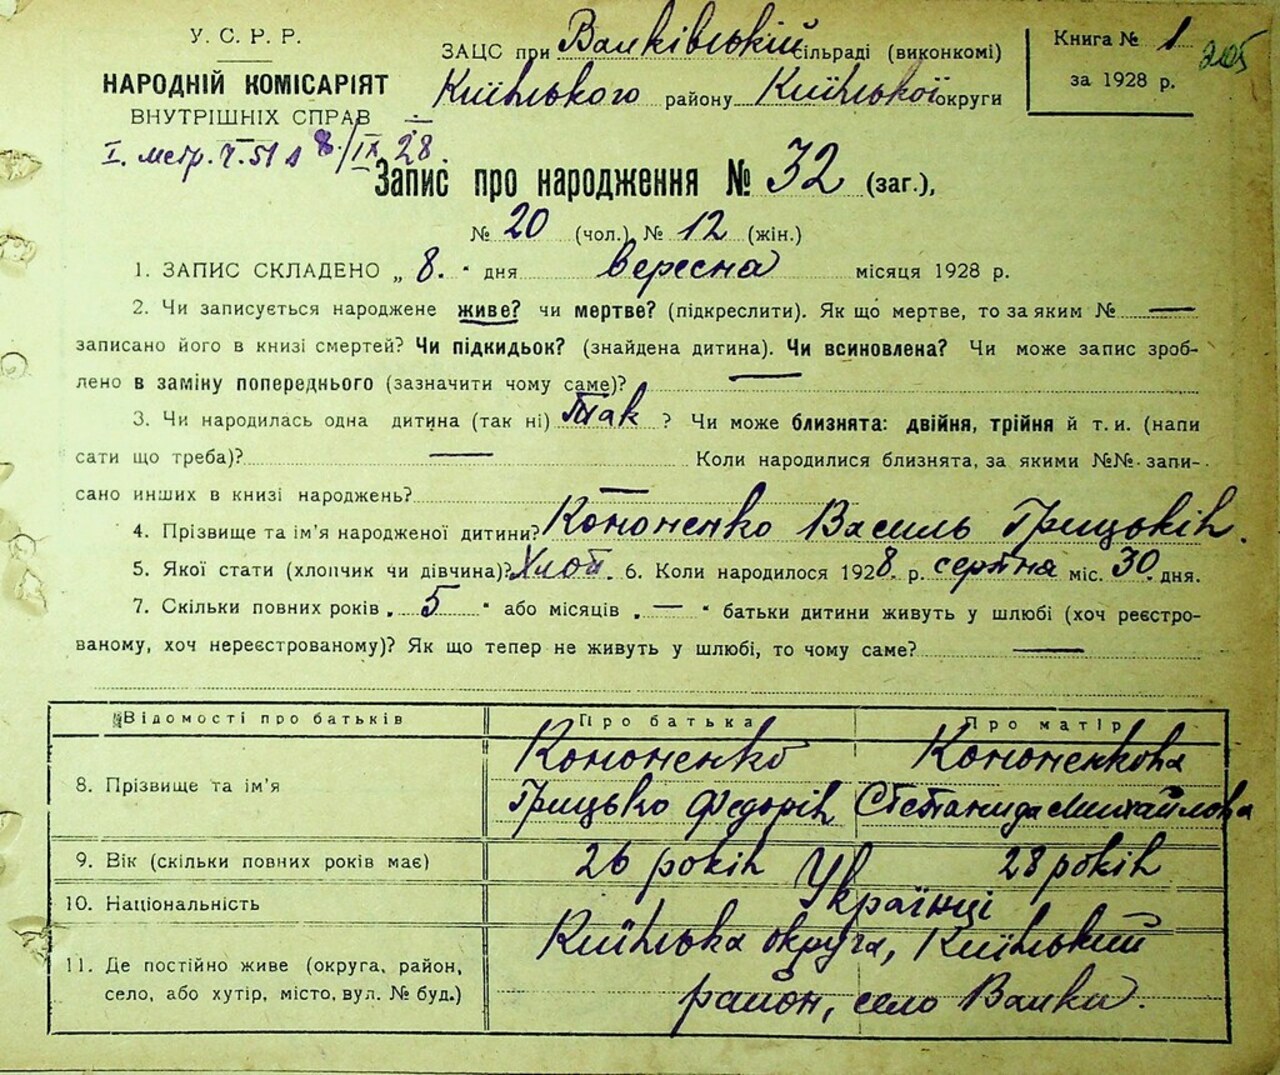 У. С. Р. Р.
НАРОДНІЙ КОМІСАРІЯТ
ВНУТРІШНІХ СПРАВ
І. метр. ч. 51 8/IX 28.
ЗАЦС при Валківській сільраді (виконкомі)
Київського району Київської округи
Книга № 1
за 1928 р.
205
Запис про народження № 32 (заг.),
№ 20 (чол.) № 12 (жін.)
1. ЗАПИС СКЛАДЕНО „ 8. " дня вересня місяця 1928 р.
2. Чи записується народжене живе? чи мертве? (підкреслити). Як що мертве, то за яким № —
записано його в книзі смертей? Чи підкидьок? (знайдена дитина). Чи всиновлена? Чи може запис зроб-
лено в заміну попереднього (зазначити чому саме)? —
3. Чи народилась одна дитина (так ні) Так ? Чи може близнята: двійня, трійня й т. и. (напи
сати що треба)? — Коли народилися близнята, за якими №№ запи-
сано инших в книзі народжень? —
4. Прізвище та ім'я народженої дитини? Кононенко Василь Грицьків.
5. Якої стати (хлопчик чи дівчина)? Хлоп. 6. Коли народилося 1928. р. серпня міс. 30. дня.
7. Скільки повних років „ 5 " або місяців „ — " батьки дитини живуть у шлюбі (хоч реєстро-
ваному, хоч нереєстрованому)? Як що тепер не живуть у шлюбі, то чому саме? —
Відомості про батьків Про батька Про матір
8. Прізвище та ім'я Кононенко Грицько Федорів Кононенкова Степанида Михайлова
9. Вік (скільки повних років має) 26 років 28 років
10. Національність Українці
11. Де постійно живе (округа, район,
село, або хутір, місто, вул. № буд.) Київська округа, Київський
район, село Валки.